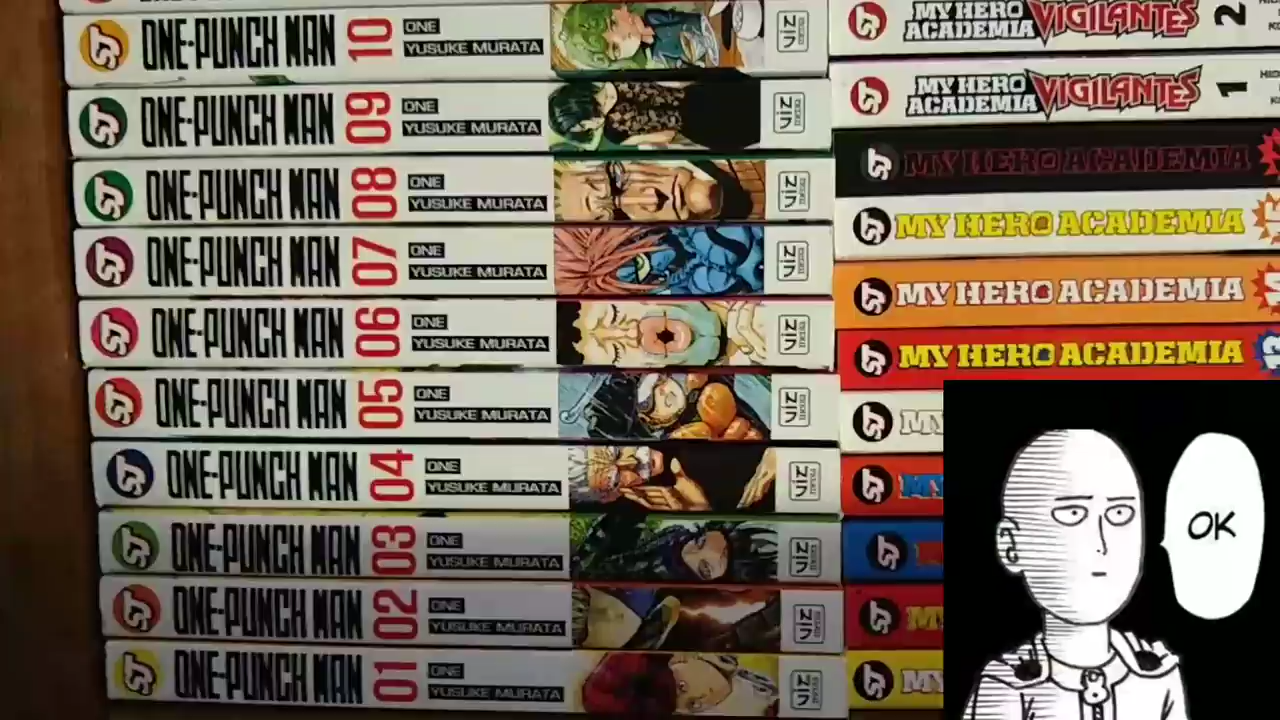 ONE-PUNCH MAN 10 ONE YUSUKE MURATA VIZ
ONE-PUNCH MAN 09 ONE YUSUKE MURATA VIZ
ONE-PUNCH MAN 08 ONE YUSUKE MURATA VIZ
ONE-PUNCH MAN 07 ONE YUSUKE MURATA VIZ
ONE-PUNCH MAN 06 ONE YUSUKE MURATA VIZ
ONE-PUNCH MAN 05 ONE YUSUKE MURATA VIZ
ONE-PUNCH MAN 04 ONE YUSUKE MURATA VIZ
ONE-PUNCH MAN 03 ONE YUSUKE MURATA VIZ
ONE-PUNCH MAN 02 ONE YUSUKE MURATA VIZ
ONE-PUNCH MAN 01 ONE YUSUKE MURATA VIZ
MY HERO ACADEMIA VIGILANTES 2
MY HERO ACADEMIA VIGILANTES 1
MY HERO ACADEMIA
MY HERO ACADEMIA
MY HERO ACADEMIA 14
MY HERO ACADEMIA
MY
MY
MY
MY
OK